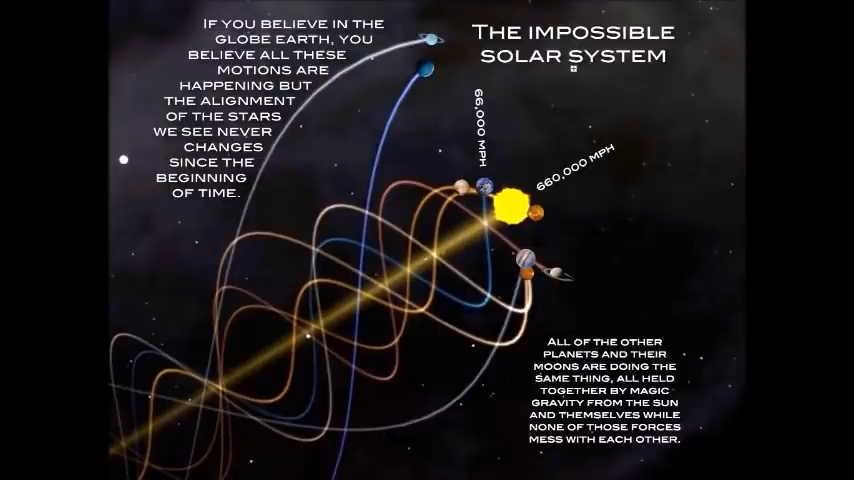 IF YOU BELIEVE IN THE
GLOBE EARTH, YOU
BELIEVE ALL THESE
MOTIONS ARE
HAPPENING BUT
THE ALIGNMENT
OF THE STARS
WE SEE NEVER
CHANGES
SINCE THE
BEGINNING
OF TIME.
THE IMPOSSIBLE
SOLAR SYSTEM
66,000 MPH
660,000 MPH
ALL OF THE OTHER
PLANETS AND THEIR
MOONS ARE DOING THE
SAME THING, ALL HELD
TOGETHER BY MAGIC
GRAVITY FROM THE SUN
AND THEMSELVES WHILE
NONE OF THOSE FORCES
MESS WITH EACH OTHER.